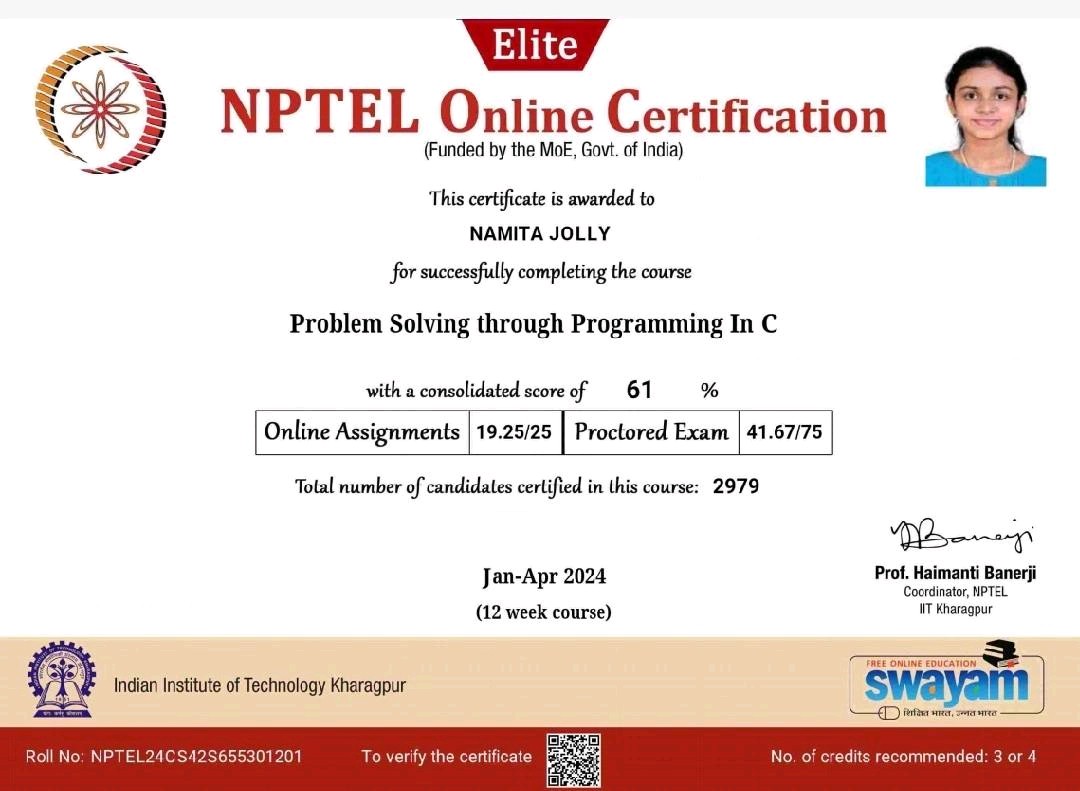 Elite
NPTEL Online Certification
(Funded by the MoE, Govt. of India)
This certificate is awarded to
NAMITA JOLLY
for successfully completing the course
Problem Solving through Programming In C
with a consolidated score of 61 %
Online Assignments 19.25/25 Proctored Exam 41.67/75
Total number of candidates certified in this course: 2979
Jan-Apr 2024
(12 week course)
Prof. Haimanti Banerji
Coordinator, NPTEL
IIT Kharagpur
Indian Institute of Technology Kharagpur
FREE ONLINE EDUCATION
swayam
शिक्षित भारत, उन्नत भारत
Roll No: NPTEL24CS42S655301201 To verify the certificate No. of credits recommended: 3 or 4